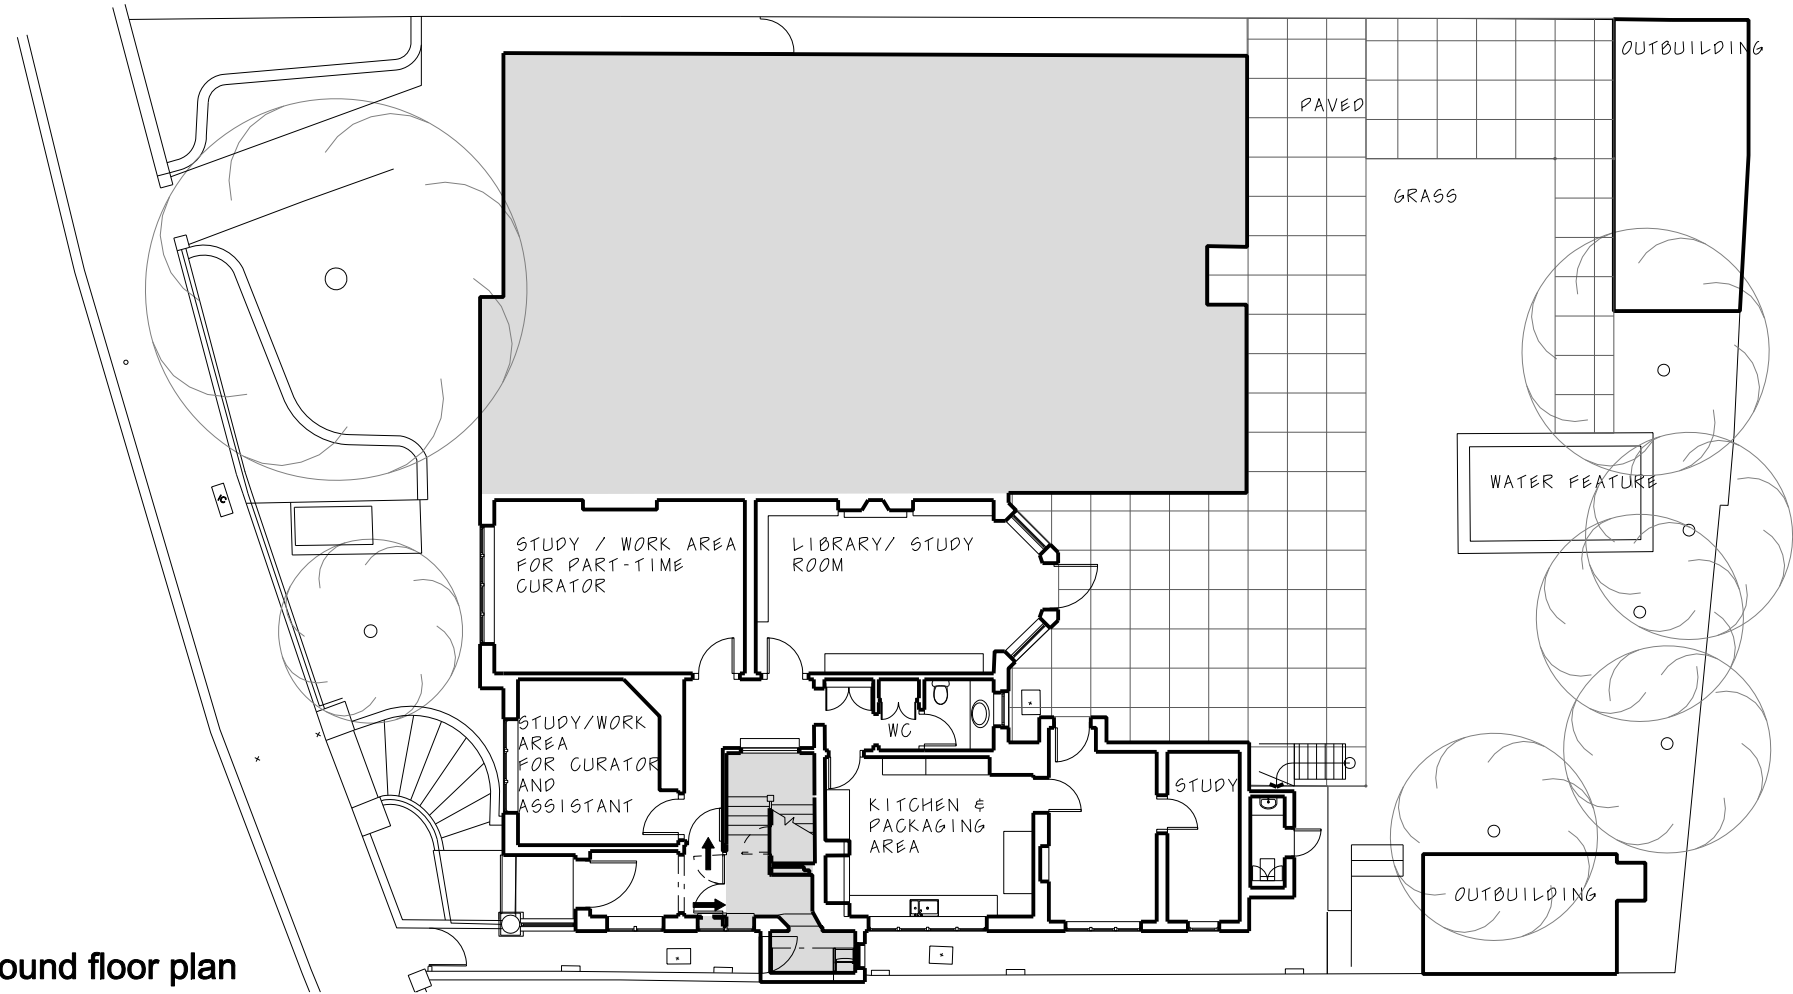 OUTBUILDING
PAVED
GRASS
WATER FEATURE
STUDY / WORK AREA
FOR PART-TIME
CURATOR
LIBRARY/ STUDY
ROOM
STUDY/WORK
AREA
FOR CURATOR
AND
ASSISTANT
WC
KITCHEN &
PACKAGING
AREA
STUDY
OUTBUILDING
ound floor plan